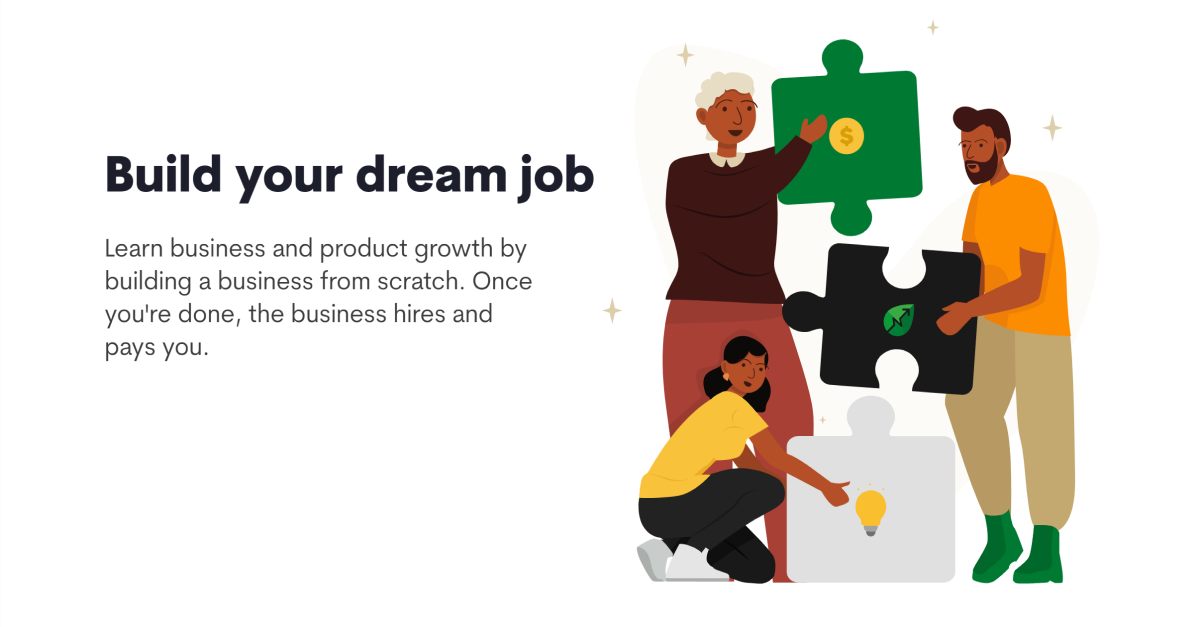 Build your dream job
Learn business and product growth by
building a business from scratch. Once
you're done, the business hires and
pays you.
$
N